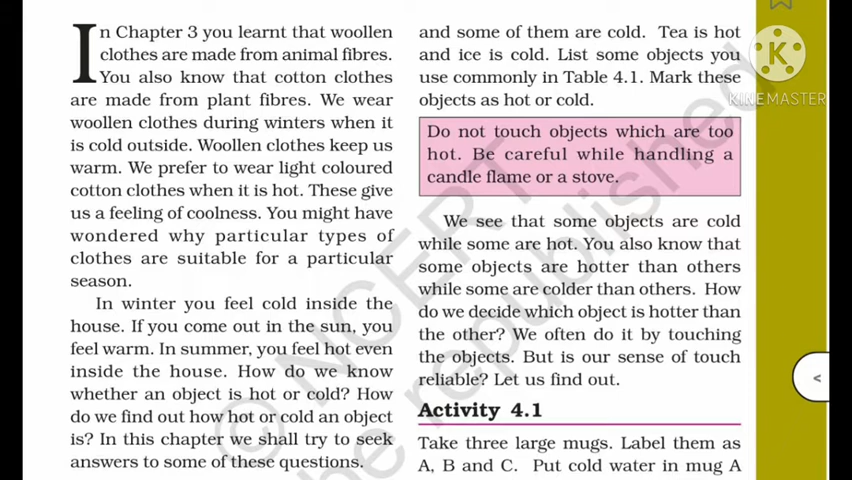 In Chapter 3 you learnt that woollen
clothes are made from animal fibres.
You also know that cotton clothes
are made from plant fibres. We wear
woollen clothes during winters when it
is cold outside. Woollen clothes keep us
warm. We prefer to wear light coloured
cotton clothes when it is hot. These give
us a feeling of coolness. You might have
wondered why particular types of
clothes are suitable for a particular
season.
In winter you feel cold inside the
house. If you come out in the sun, you
feel warm. In summer, you feel hot even
inside the house. How do we know
whether an object is hot or cold? How
do we find out how hot or cold an object
is? In this chapter we shall try to seek
answers to some of these questions.
and some of them are cold. Tea is hot
and ice is cold. List some objects you
use commonly in Table 4.1. Mark these
objects as hot or cold.
Do not touch objects which are too
hot. Be careful while handling a
candle flame or a stove.
We see that some objects are cold
while some are hot. You also know that
some objects are hotter than others
while some are colder than others. How
do we decide which object is hotter than
the other? We often do it by touching
the objects. But is our sense of touch
reliable? Let us find out.
Activity 4.1
Take three large mugs. Label them as
A, B and C. Put cold water in mug A
© NCERT
be republished
K
KINEMASTER
<